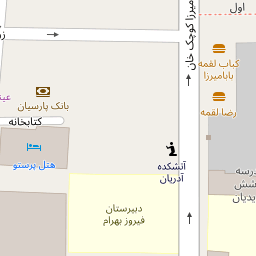 اول
میرزا کوچک خان
کباب لقمه
بابامیرزا
رضا لقمه
بانک پارسیان
کتابخانه
هتل پرستو
آتشکده
آدریان
دبیرستان
فیروز بهرام